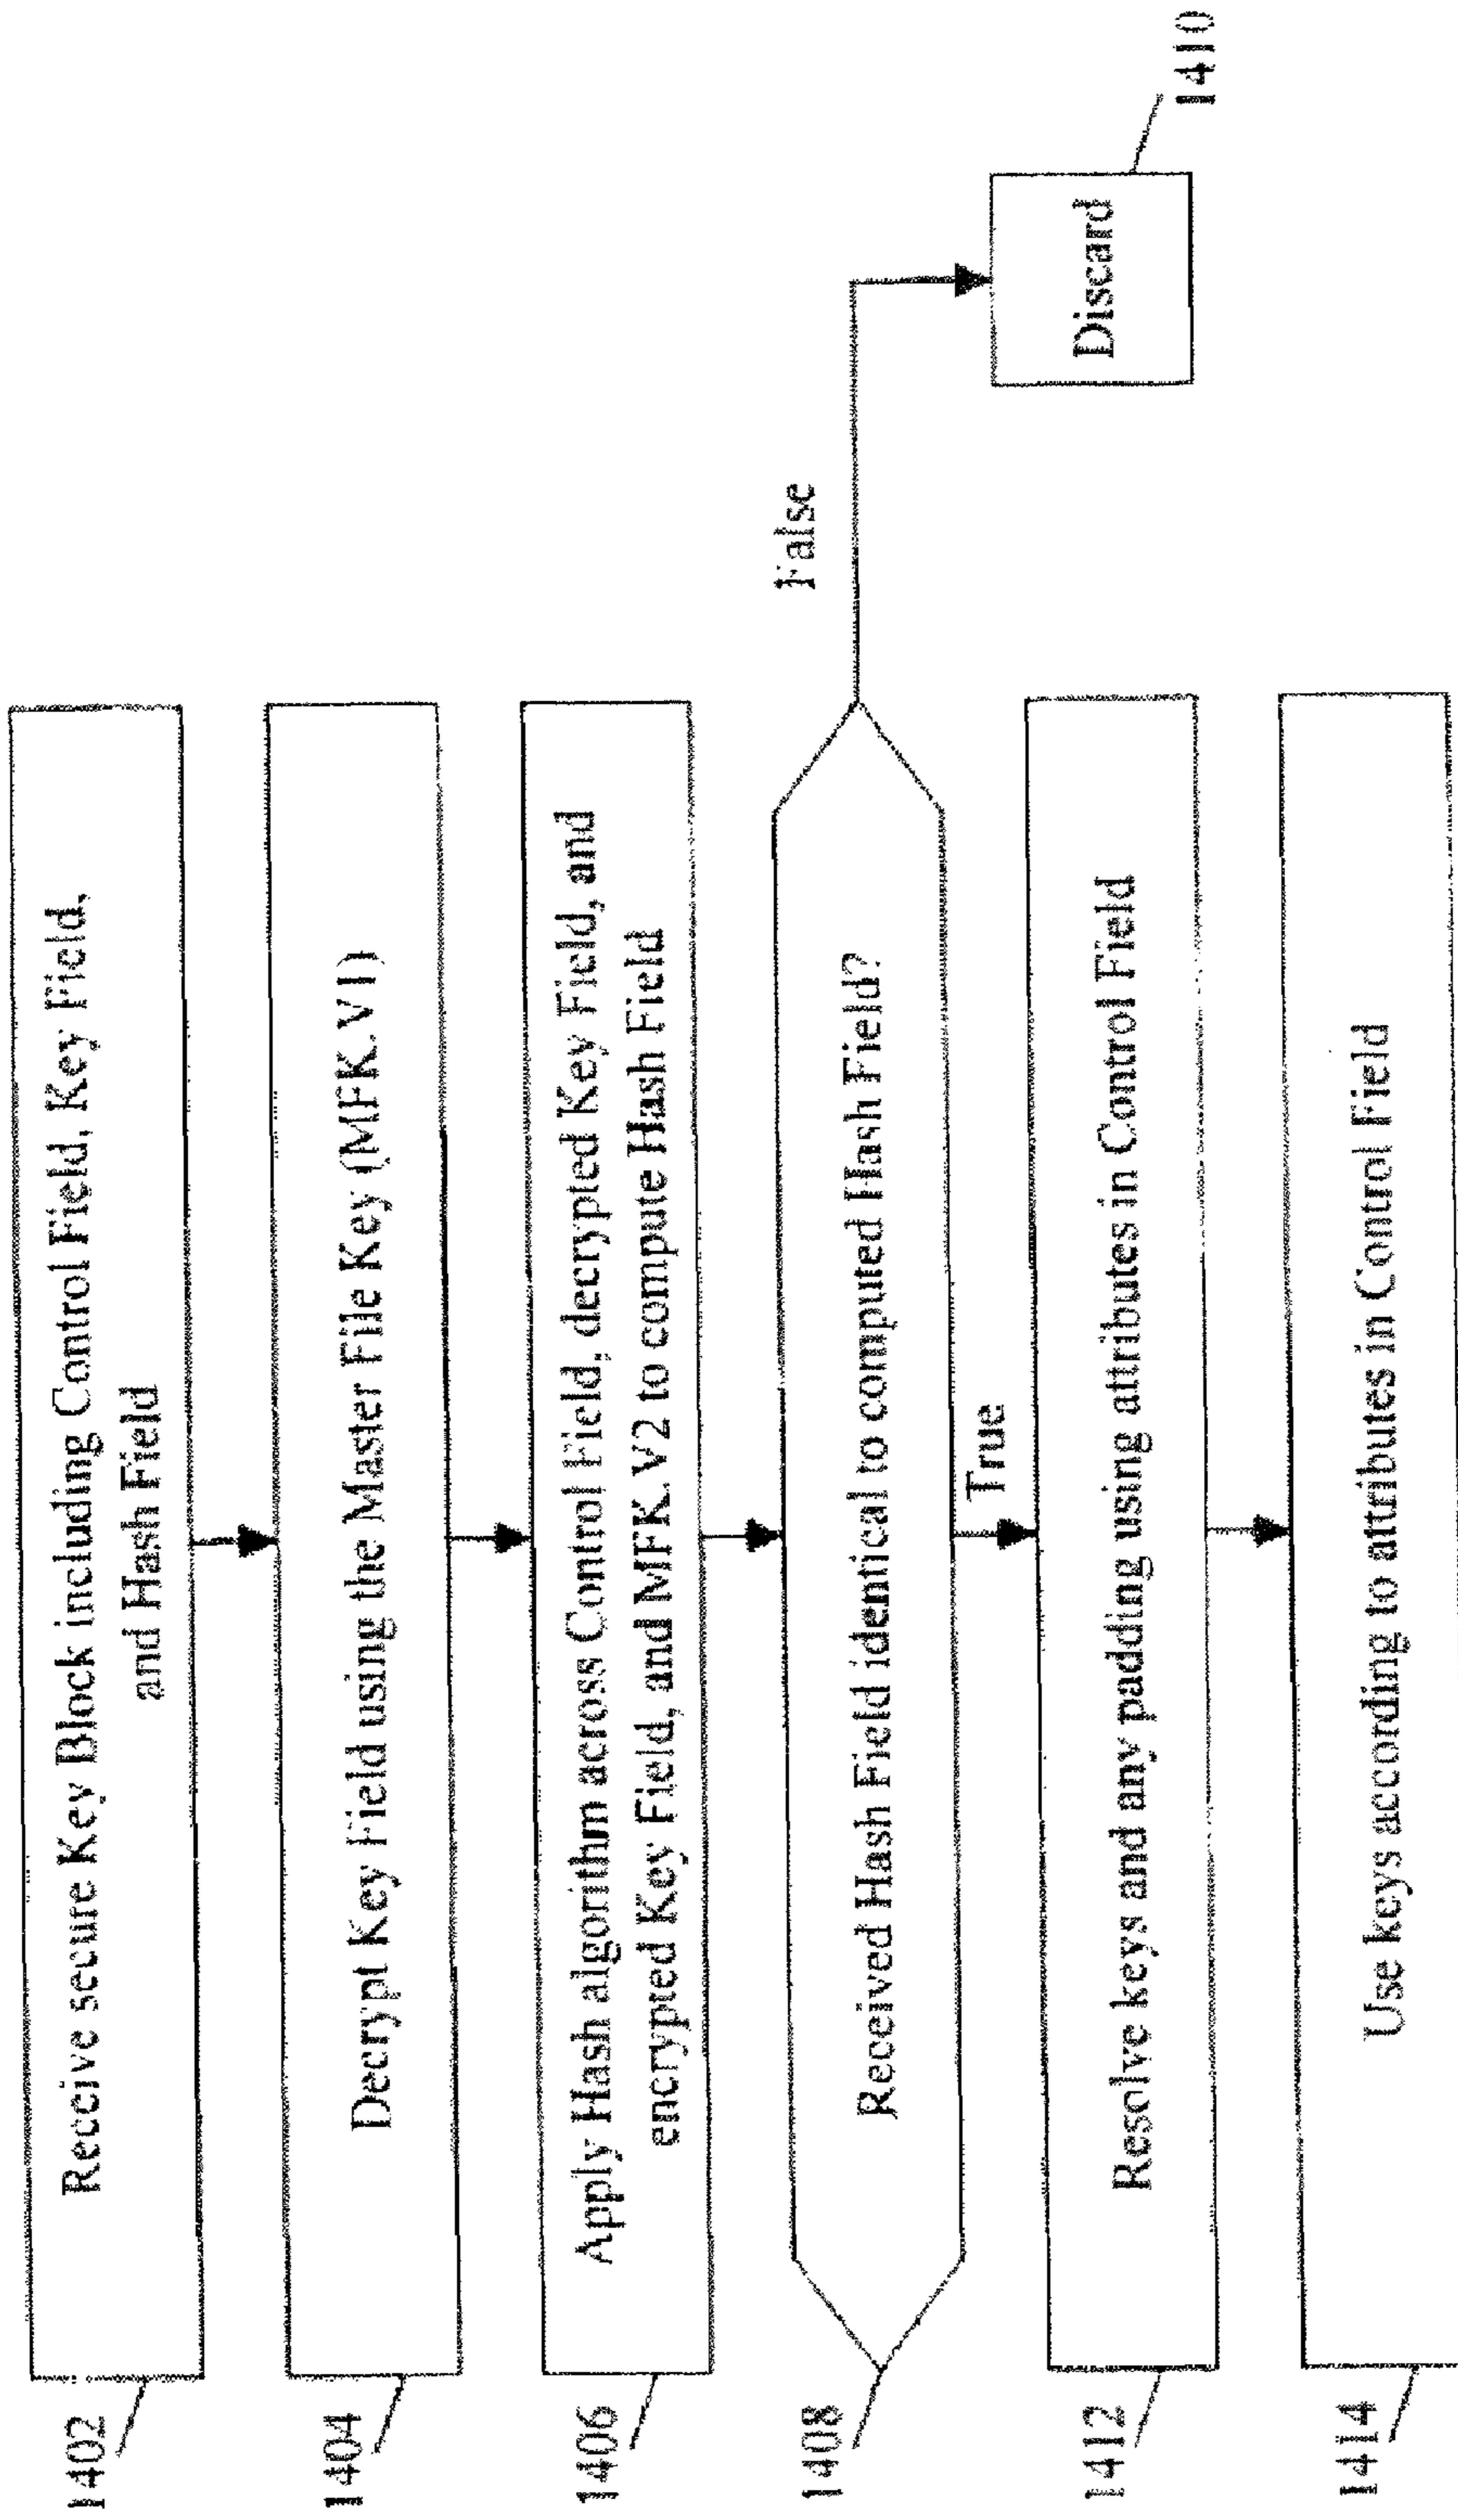 1402
Receive secure Key Block including Control Field, Key Field,
and Hash Field
1404
Decrypt Key Field using the Master File Key (MFK.V1)
1406
Apply Hash algorithm across Control Field, decrypted Key Field, and
encrypted Key Field, and MFK.V2 to compute Hash Field
1408
Received Hash Field identical to computed Hash Field?
False
Discard
1410
True
1412
Resolve keys and any padding using attributes in Control Field
1414
Use keys according to attributes in Control Field